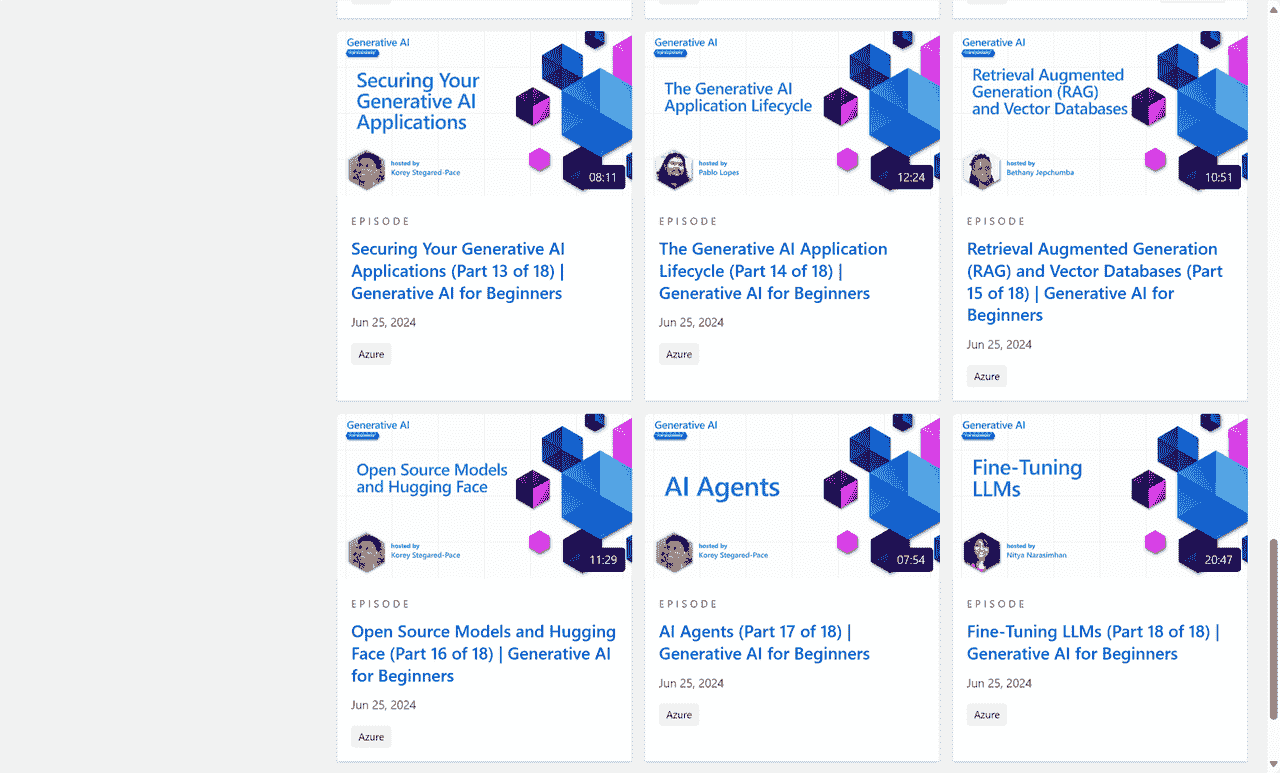 Generative AI
Securing Your
Generative AI
Applications
hosted by
Korey Stegared-Pace
08:11
EPISODE
Securing Your Generative AI
Applications (Part 13 of 18) |
Generative AI for Beginners
Jun 25, 2024
Azure
Generative AI
The Generative AI
Application Lifecycle
hosted by
Pablo Lopes
12:24
EPISODE
The Generative AI Application
Lifecycle (Part 14 of 18) |
Generative AI for Beginners
Jun 25, 2024
Azure
Generative AI
Retrieval Augmented
Generation (RAG)
and Vector Databases
hosted by
Bethany Jepchumba
10:51
EPISODE
Retrieval Augmented Generation
(RAG) and Vector Databases (Part
15 of 18) | Generative AI for
Beginners
Jun 25, 2024
Azure
Generative AI
Open Source Models
and Hugging Face
hosted by
Korey Stegared-Pace
11:29
EPISODE
Open Source Models and Hugging
Face (Part 16 of 18) | Generative AI
for Beginners
Jun 25, 2024
Azure
Generative AI
AI Agents
hosted by
Korey Stegared-Pace
07:54
EPISODE
AI Agents (Part 17 of 18) |
Generative AI for Beginners
Jun 25, 2024
Azure
Generative AI
Fine-Tuning
LLMs
hosted by
Nitya Narasimhan
20:47
EPISODE
Fine-Tuning LLMs (Part 18 of 18) |
Generative AI for Beginners
Jun 25, 2024
Azure